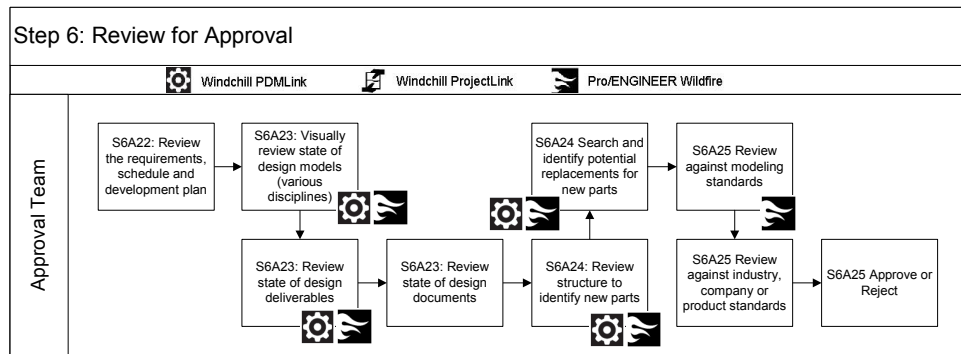 Step 6: Review for Approval
Windchill PDMLink
Windchill ProjectLink
Pro/ENGINEER Wildfire
Approval Team
S6A22: Review
the requirements,
schedule and
development plan
S6A23: Visually
review state of
design models
(various
disciplines)
S6A23: Review
state of design
deliverables
S6A23: Review
state of design
documents
S6A24: Review
structure to
identify new parts
S6A24 Search and
identify potential
replacements for
new parts
S6A25 Review
against modeling
standards
S6A25 Review
against industry,
company or
product standards
S6A25 Approve or
Reject